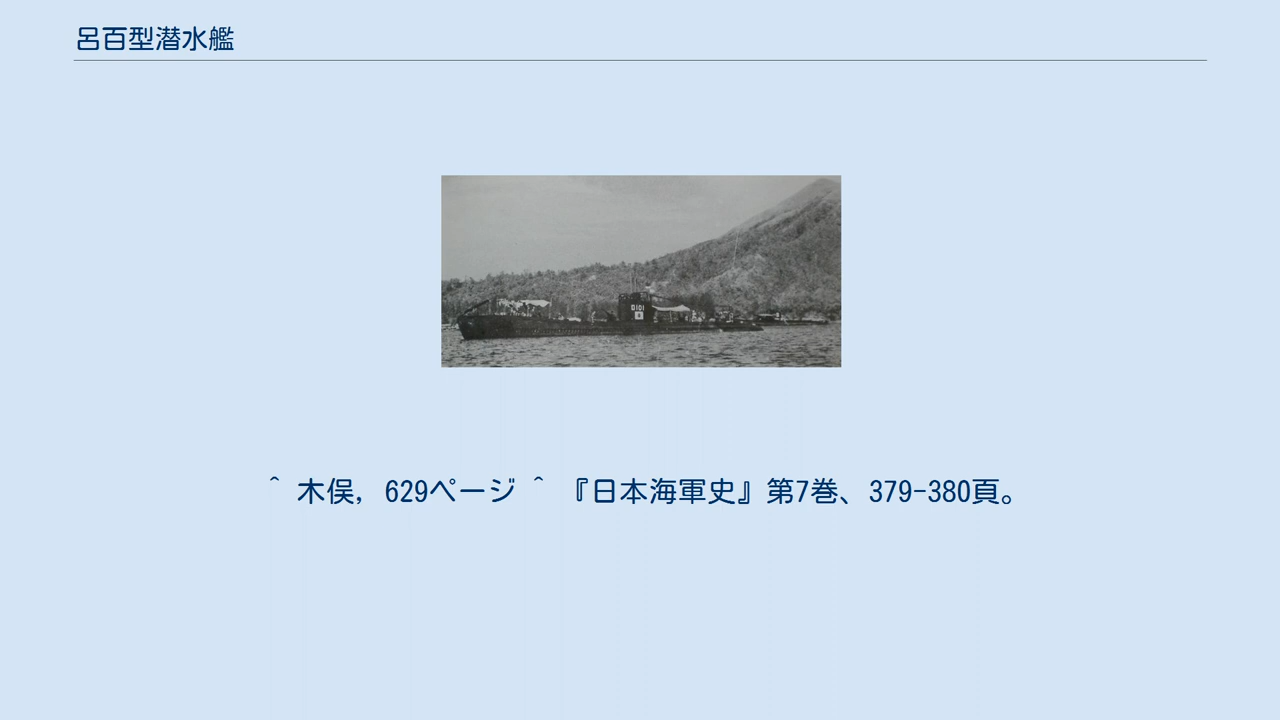 呂百型潜水艦
^ 木俣, 629ページ ^ 『日本海軍史』第7巻、379-380頁。